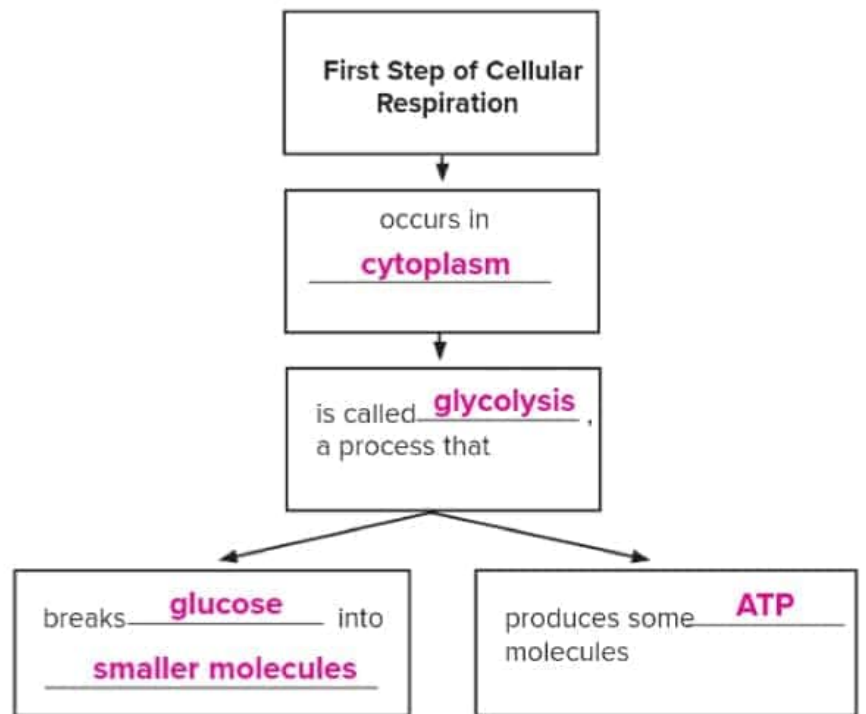 First Step of Cellular
Respiration
occurs in
cytoplasm
is called glycolysis,
a process that
breaks glucose into
smaller molecules
produces some ATP
molecules